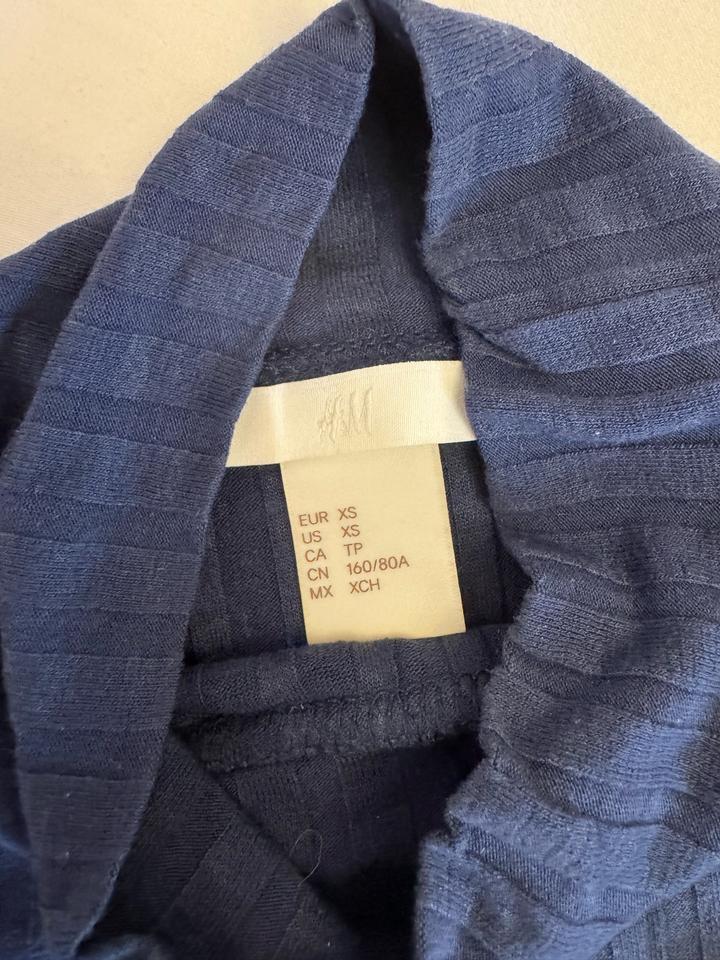 H&M
EUR XS
US XS
CA TP
CN 160/80A
MX XCH